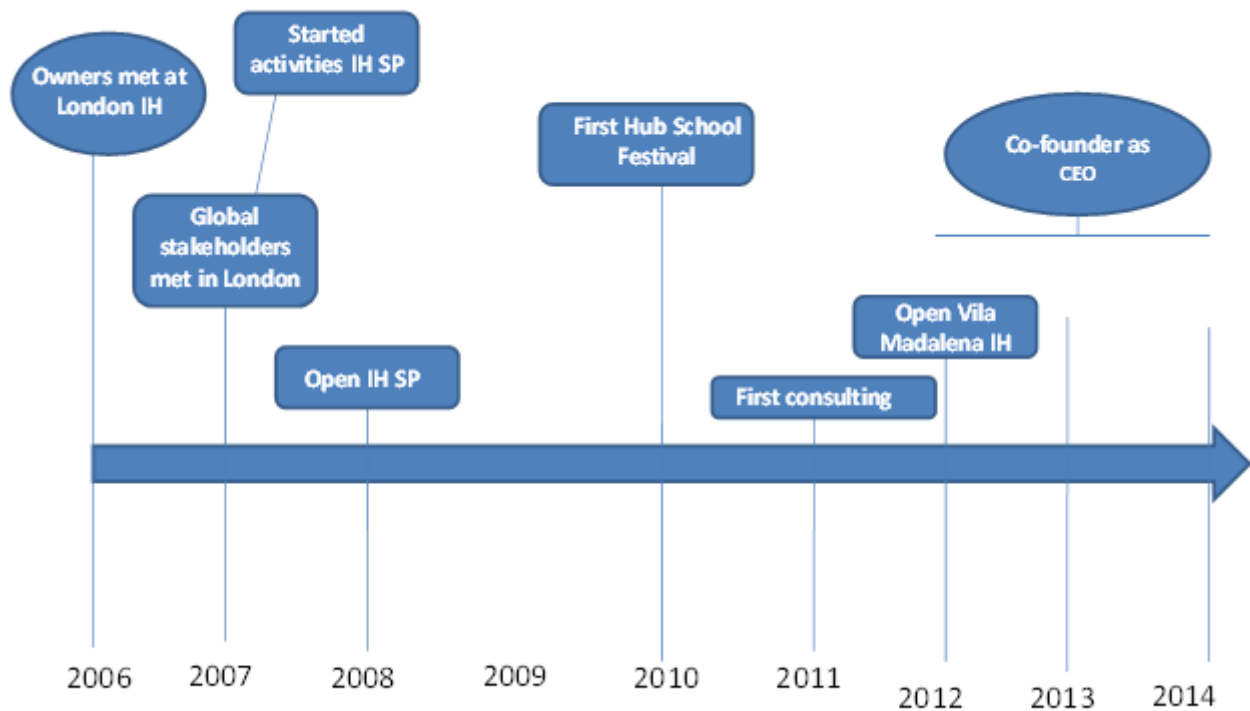 Owners met at
London IH
Started
activities IH SP
Global
stakeholders
met in London
Open IH SP
First Hub School
Festival
First consulting
Open Vila
Madalena IH
Co-founder as
CEO
2006
2007
2008
2009
2010
2011
2012
2013
2014